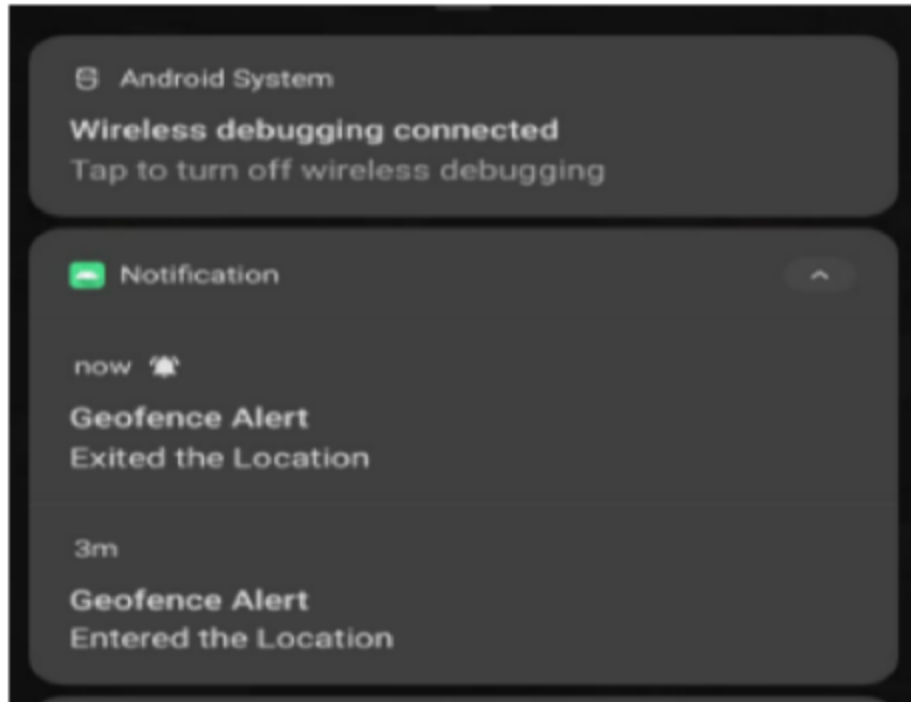 Android System
Wireless debugging connected
Tap to turn off wireless debugging
Notification
now
Geofence Alert
Exited the Location
3m
Geofence Alert
Entered the Location